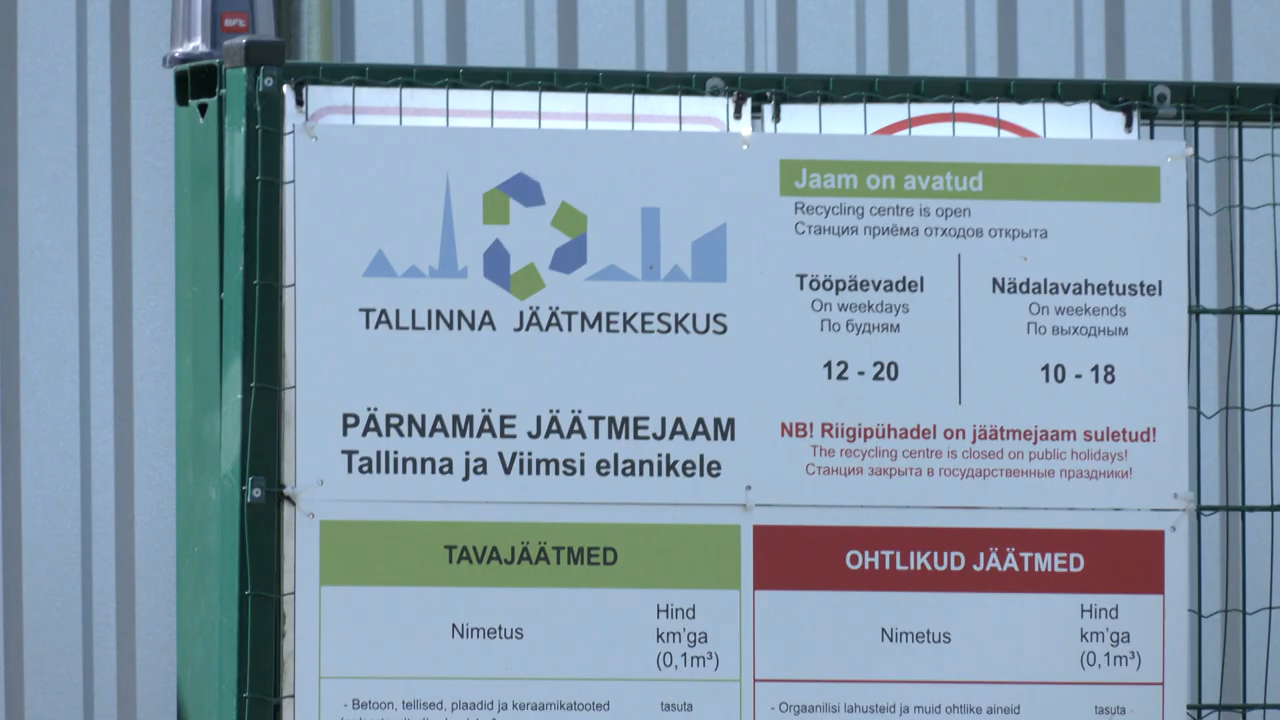 BFT
TALLINNA JÄÄTMEKESKUS
PÄRNAMÄE JÄÄTMEJAAM
Tallinna ja Viimsi elanikele
Jaam on avatud
Recycling centre is open
Станция приёма отходов открыта
Tööpäevadel
On weekdays
По будням
12 - 20
Nädalavahetustel
On weekends
По выходным
10 - 18
NB! Riigipühadel on jäätmejaam suletud!
The recycling centre is closed on public holidays!
Станция закрыта в государственные праздники!
TAVAJÄÄTMED
Nimetus
Hind
km'ga
(0,1m³)
- Betoon, tellised, plaadid ja keraamikatooted
tasuta
OHTLIKUD JÄÄTMED
Nimetus
Hind
km'ga
(0,1m³)
- Orgaanilisi lahusteid ja muid ohtlike aineid
tasuta